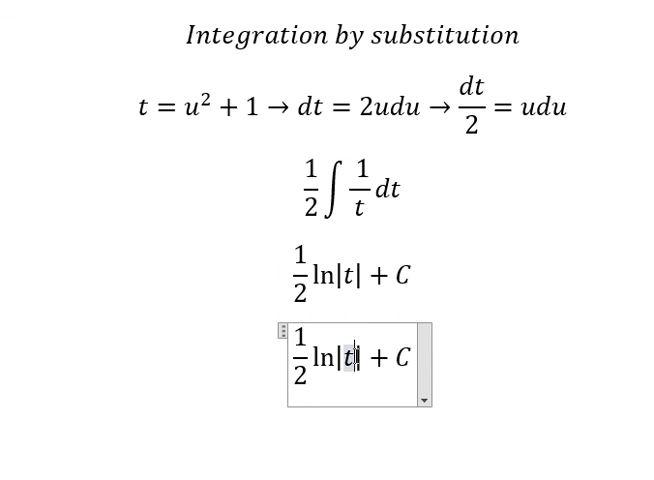 Integration by substitution
t = u² + 1 → dt = 2udu → dt/2 = udu
1/2 ∫ 1/t dt
1/2 ln|t| + C
1/2 ln|t| + C